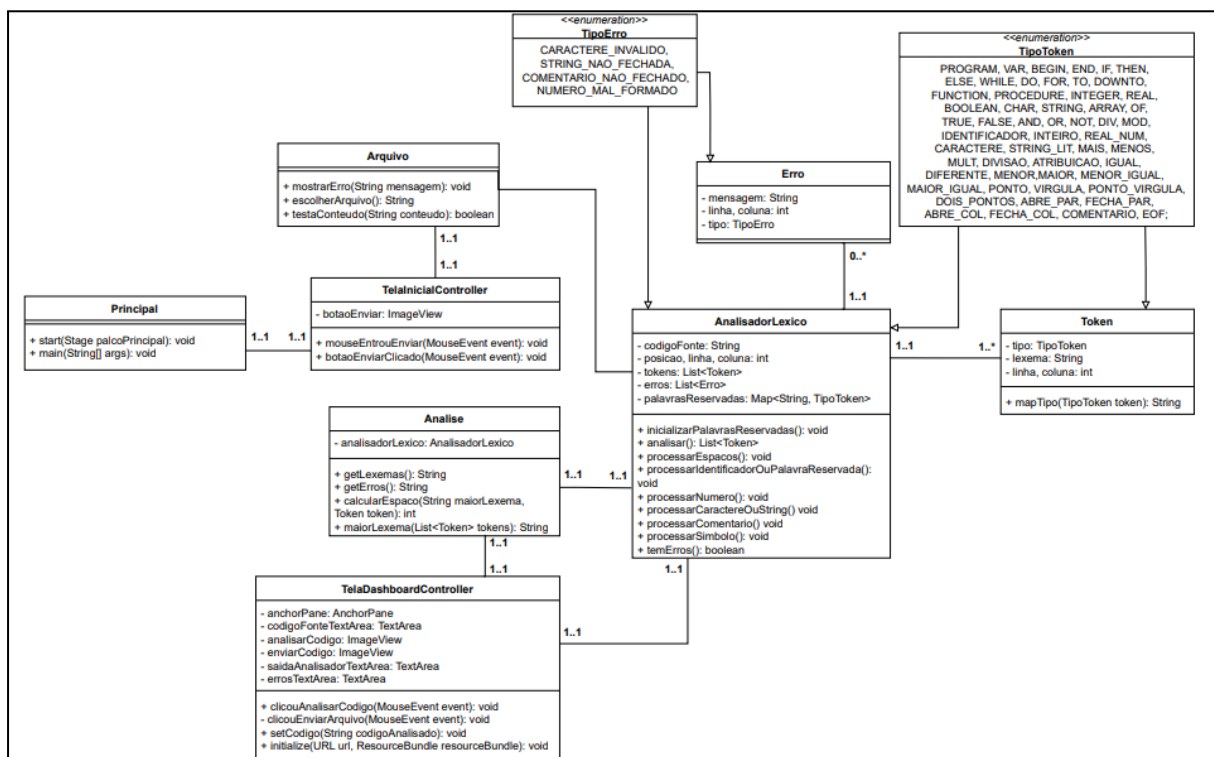 <<enumeration>>
TipoErro
CARACTERE_INVALIDO,
STRING_NAO_FECHADA,
COMENTARIO_NAO_FECHADO,
NUMERO_MAL_FORMADO
<<enumeration>>
TipoToken
PROGRAM, VAR, BEGIN, END, IF, THEN,
ELSE, WHILE, DO, FOR, TO, DOWNTO,
FUNCTION, PROCEDURE, INTEGER, REAL,
BOOLEAN, CHAR, STRING, ARRAY, OF,
TRUE, FALSE, AND, OR, NOT, DIV, MOD,
IDENTIFICADOR, INTEIRO, REAL_NUM,
CARACTERE, STRING_LIT, MAIS, MENOS,
MULT, DIVISAO, ATRIBUICAO, IGUAL,
DIFERENTE, MENOR,MAIOR, MENOR_IGUAL,
MAIOR_IGUAL, PONTO, VIRGULA, PONTO_VIRGULA,
DOIS_PONTOS, ABRE_PAR, FECHA_PAR,
ABRE_COL, FECHA_COL, COMENTARIO, EOF;
Arquivo
+ mostrarErro(String mensagem): void
+ escolherArquivo(): String
+ testaConteudo(String conteudo): boolean
Erro
- mensagem: String
- linha, coluna: int
- tipo: TipoErro
1..1
1..1
0..*
1..1
Principal
+ start(Stage palcoPrincipal): void
+ main(String[] args): void
1..1
1..1
TelaInicialController
- botaoEnviar: ImageView
+ mouseEntrouEnviar(MouseEvent event): void
+ botaoEnviarClicado(MouseEvent event): void
AnalisadorLexico
- codigoFonte: String
- posicao, linha, coluna: int
- tokens: List<Token>
- erros: List<Erro>
- palavrasReservadas: Map<String, TipoToken>
+ inicializarPalavrasReservadas(): void
+ analisar(): List<Token>
+ processarEspacos(): void
+ processarIdentificadorOuPalavraReservada():
void
+ processarNumero(): void
+ processarCaractereOuString() void
+ processarComentario() void
+ processarSimbolo(): void
+ temErros(): boolean
1..1
1..*
Token
- tipo: TipoToken
- lexema: String
- linha, coluna: int
+ mapTipo(TipoToken token): String
Analise
- analisadorLexico: AnalisadorLexico
+ getLexemas(): String
+ getErros(): String
+ calcularEspaco(String maiorLexema,
Token token): int
+ maiorLexema(List<Token> tokens): String
1..1
1..1
1..1
1..1
1..1
1..1
TelaDashboardController
- anchorPane: AnchorPane
- codigoFonteTextArea: TextArea
- analisarCodigo: ImageView
- enviarCodigo: ImageView
- saidaAnalisadorTextArea: TextArea
- errosTextArea: TextArea
+ clicouAnalisarCodigo(MouseEvent event): void
- clicouEnviarArquivo(MouseEvent event): void
+ setCodigo(String codigoAnalisado): void
+ initialize(URL url, ResourceBundle resourceBundle): void